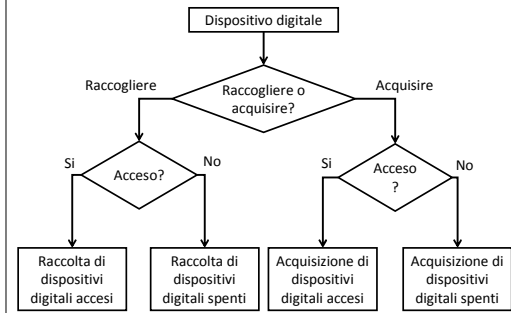 Dispositivo digitale
Raccogliere
Raccogliere o
acquisire?
Acquisire
Si
Acceso?
No
Si
Acceso
?
No
Raccolta di
dispositivi
digitali accesi
Raccolta di
dispositivi
digitali spenti
Acquisizione di
dispositivi
digitali accesi
Acquisizione di
dispositivi
digitali spenti